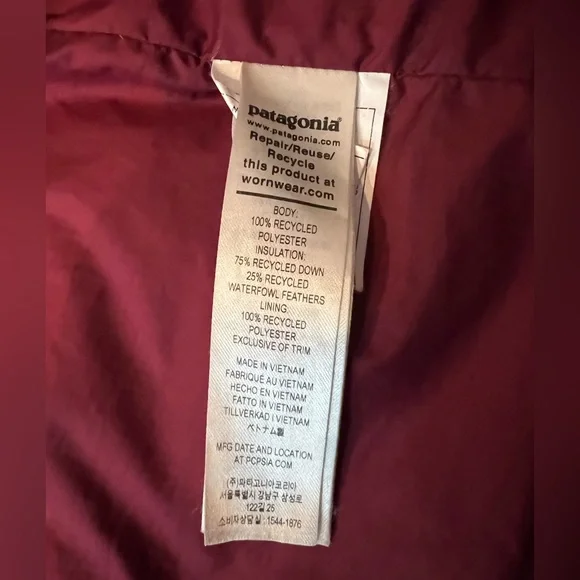 patagonia®
www.patagonia.com
Repair/Reuse/
Recycle
this product at
wornwear.com
BODY:
100% RECYCLED
POLYESTER
INSULATION:
75% RECYCLED DOWN
25% RECYCLED
WATERFOWL FEATHERS
LINING:
100% RECYCLED
POLYESTER
EXCLUSIVE OF TRIM
MADE IN VIETNAM
FABRIQUÉ AU VIETNAM
HECHO EN VIETNAM
FATTO IN VIETNAM
TILLVERKAD I VIETNAM
ベトナム製
MFG DATE AND LOCATION
AT PCPSIA.COM
(주)파타고니아코리아
서울특별시 강남구 삼성로
122길 25
소비자상담실 : 1544-1876